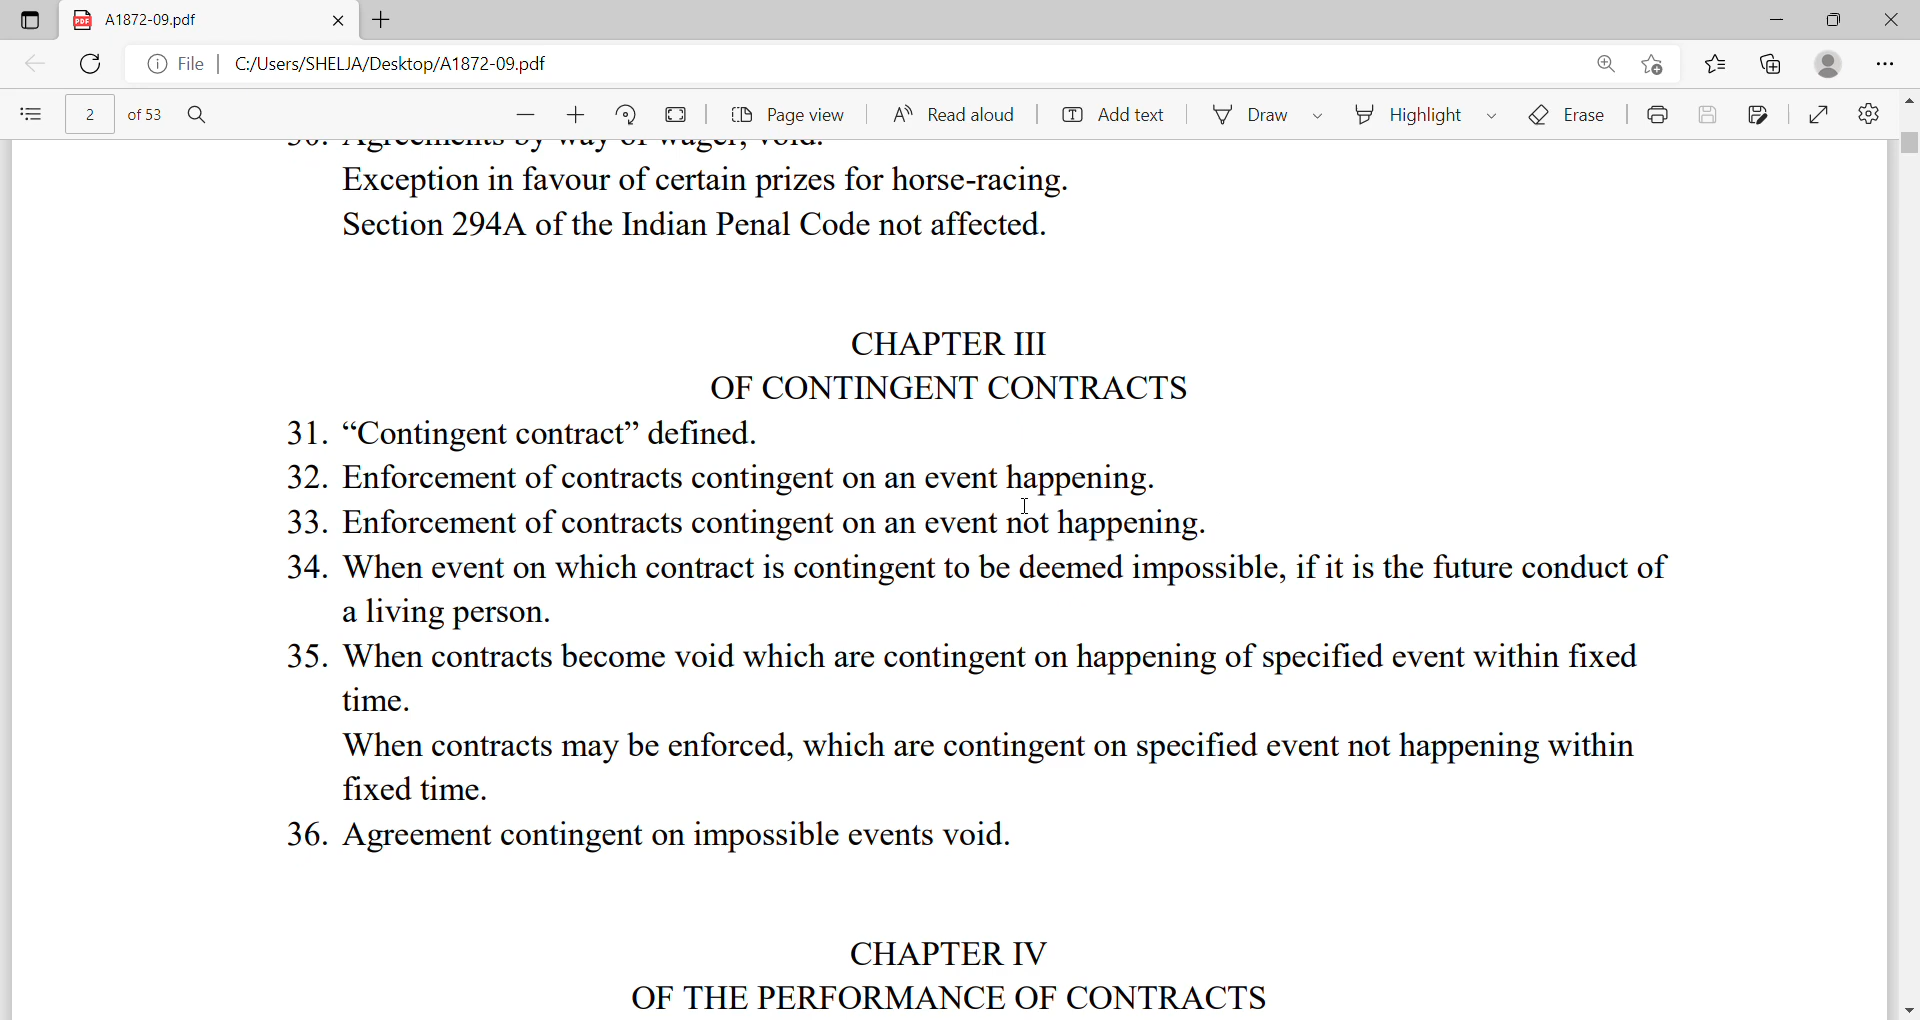 A1872-09.pdf
File | C:/Users/SHELJA/Desktop/A1872-09.pdf
2 of 53 Page view Read aloud Add text Draw Highlight Erase
30. Agreements by way of wager, void.
Exception in favour of certain prizes for horse-racing.
Section 294A of the Indian Penal Code not affected.
CHAPTER III
OF CONTINGENT CONTRACTS
31. “Contingent contract” defined.
32. Enforcement of contracts contingent on an event happening.
33. Enforcement of contracts contingent on an event not happening.
34. When event on which contract is contingent to be deemed impossible, if it is the future conduct of
a living person.
35. When contracts become void which are contingent on happening of specified event within fixed
time.
When contracts may be enforced, which are contingent on specified event not happening within
fixed time.
36. Agreement contingent on impossible events void.
CHAPTER IV
OF THE PERFORMANCE OF CONTRACTS